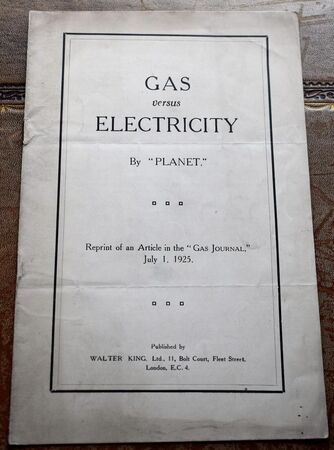 GAS
versus
ELECTRICITY
By "PLANET."
Reprint of an Article in the "GAS JOURNAL,"
July 1, 1925.
Published by
WALTER KING, Ltd., 11, Bolt Court, Fleet Street,
London, E.C. 4.